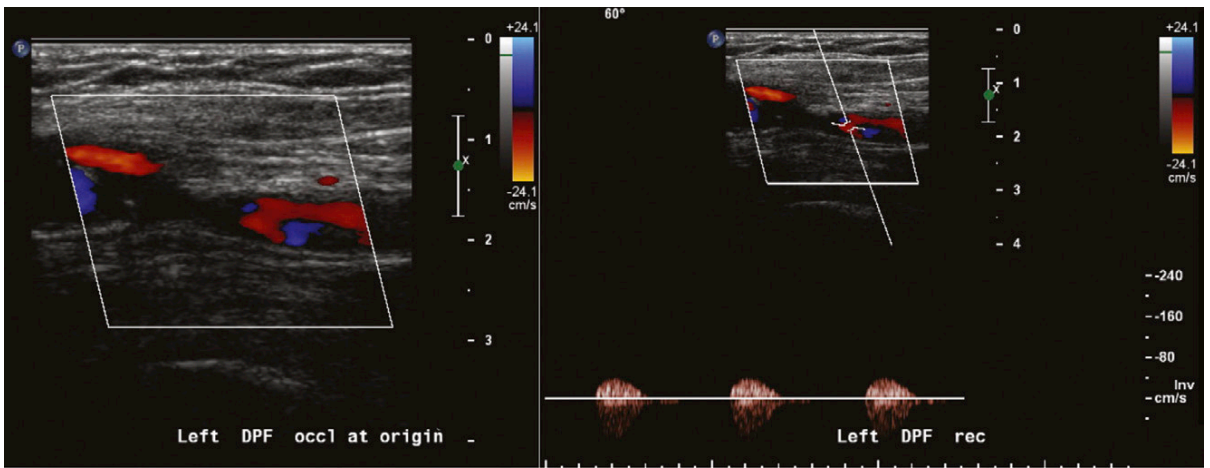 P
+24.1
-24.1
cm/s
0
1
x
2
3
Left DPF occl at origin
60°
P
+24.1
-24.1
cm/s
0
1
x
2
3
4
-240
-160
-80
Inv
cm/s
Left DPF rec